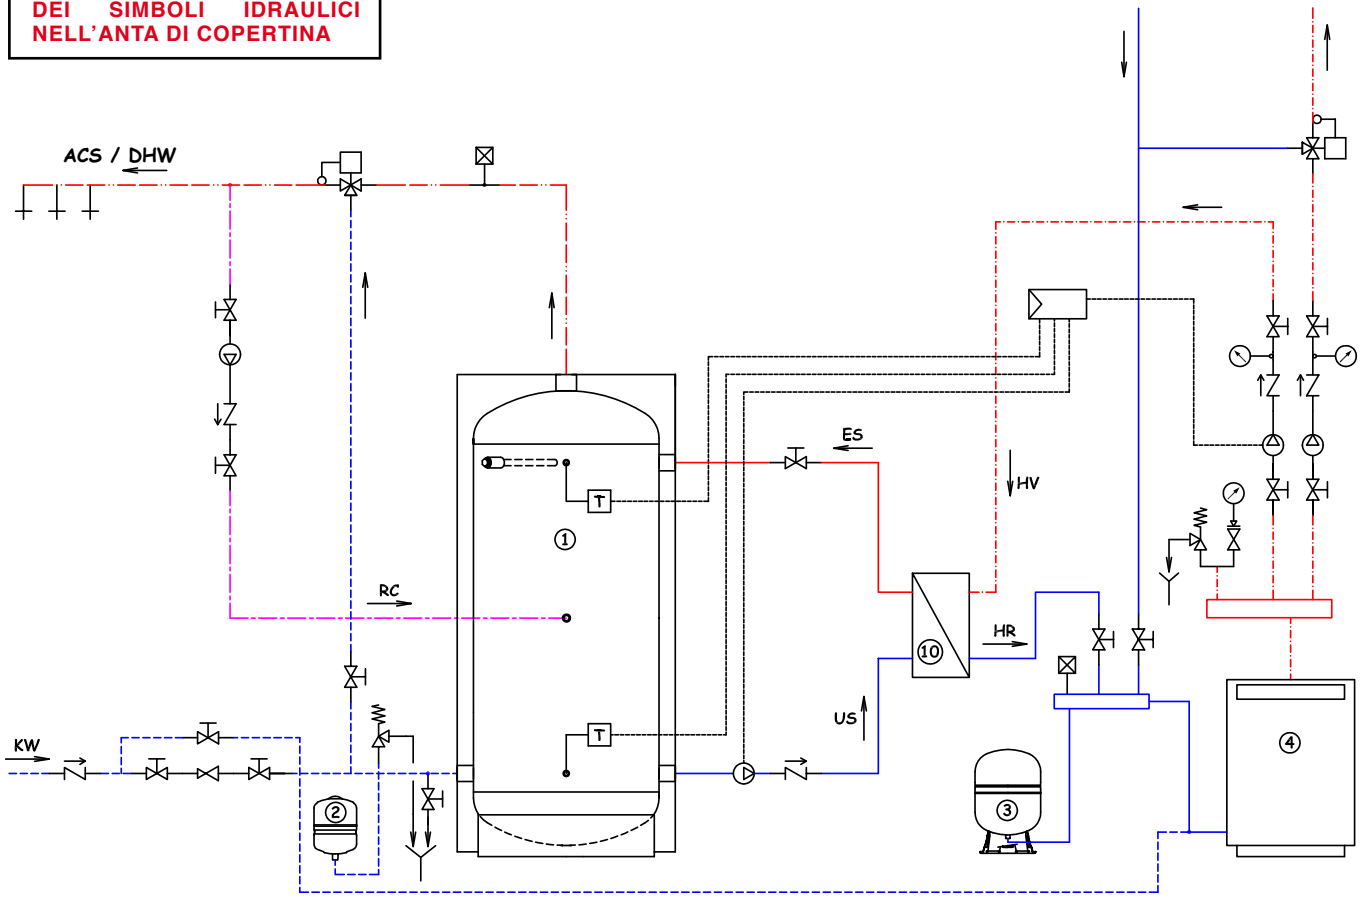 DEI SIMBOLI IDRAULICI
NELL'ANTA DI COPERTINA
ACS / DHW
ES
HV
T
1
RC
HR
10
US
T
KW
2
3
4